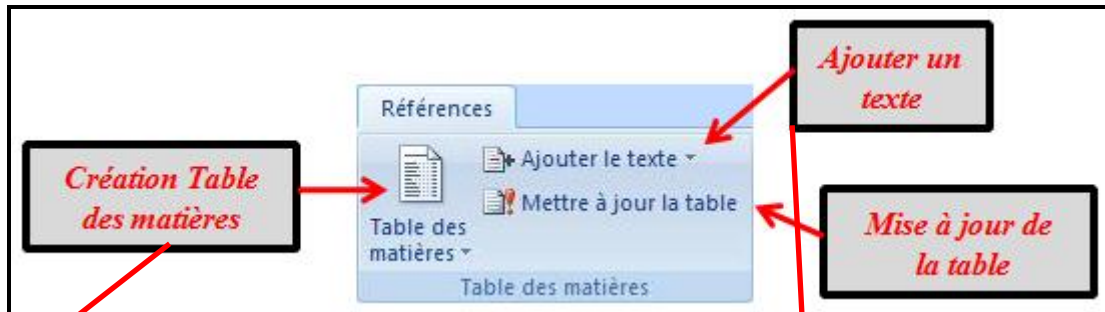 Ajouter un
texte
Références
Création Table
des matières
Ajouter le texte
Mettre à jour la table
Table des
matières
Mise à jour de
la table
Table des matières